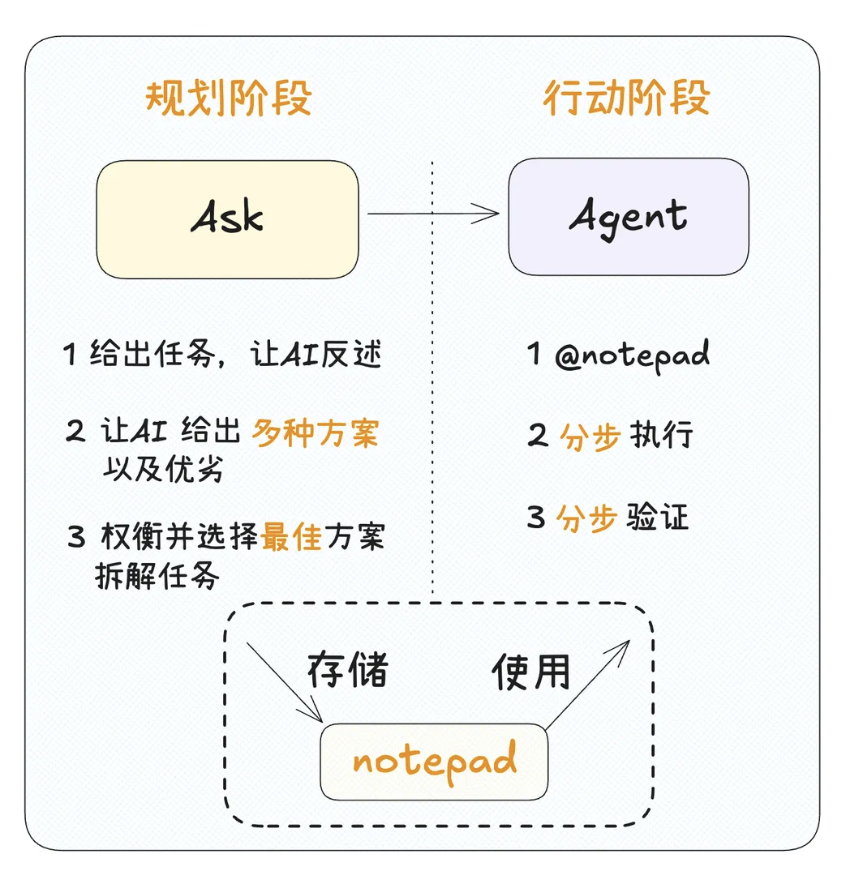 规划阶段
Ask
1 给出任务，让AI反述
2 让AI 给出 多种方案
以及优劣
3 权衡并选择最佳方案
拆解任务
行动阶段
Agent
1 @notepad
2 分步 执行
3 分步 验证
存储
使用
notepad